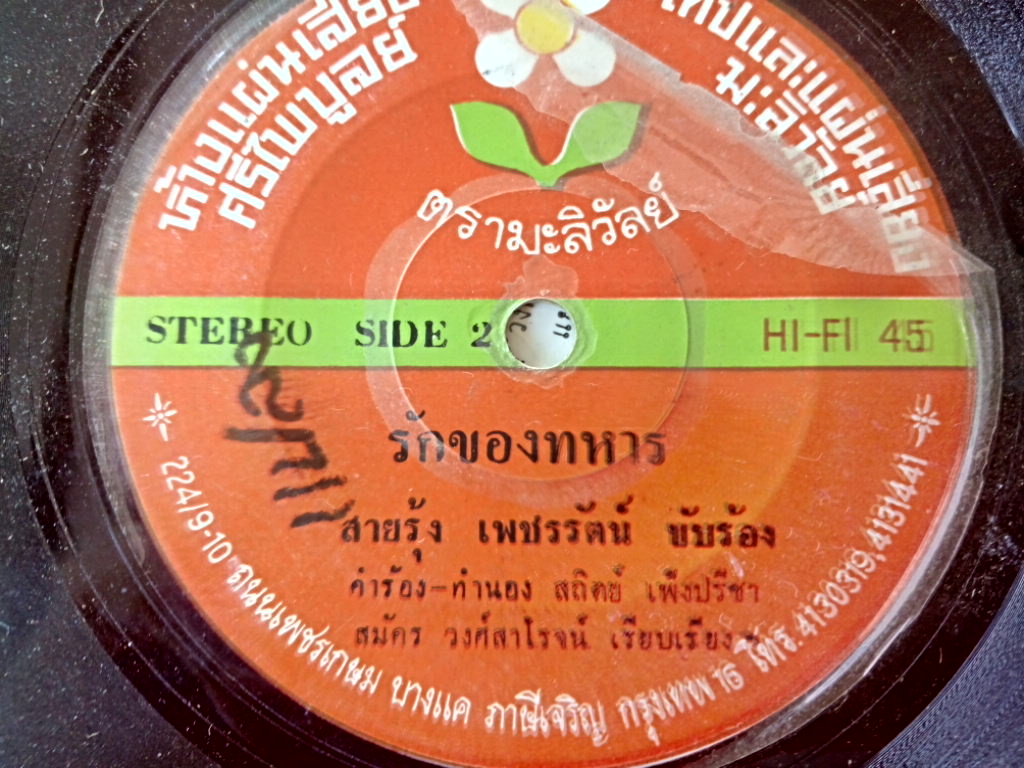 ห้างแผ่นเสียง
ศรีไพบูลย์
เทปและแผ่นเสียง
มะลิวัลย์
ตรามะลิวัลย์
STEREO SIDE 2
HI-FI 45
รักของทหาร
สายรุ้ง เพชรรัตน์ ขับร้อง
คำร้อง-ทำนอง สถิตย์ เพ็งปรีชา
สมัคร วงศ์สาโรจน์ เรียบเรียง
224/9-10 ถนนเพชรเกษม บางแค ภาษีเจริญ กรุงเทพ 16 โทร. 4130319,4131441